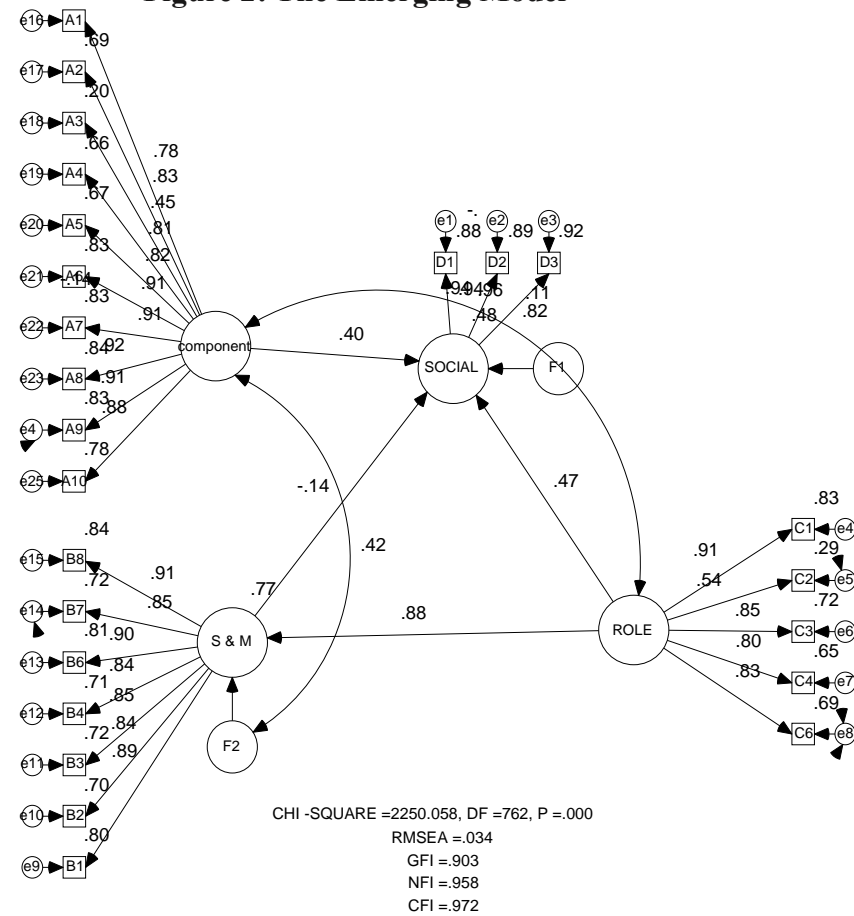 e16 A1
.69
e17 A2
.20
e18 A3
.66
.78
e19 A4
.83
.67
.45
e20 A5
.81
.83
.82
e21 A6 -.14
.91
.83
.91
e22 A7
.84 .92
component
.40
e23 A8
.91
.83
.88
e4 A9
.78
e25 A10
-.
e1 e2 e3
.88 .89 .92
D1 D2 D3
.94 .94 .96 .11
.48 .82
SOCIAL F1
-.14
.47
.42
.84
e15 B8
.91
.72
.77
.85
e14 B7
.81 .90
.88
S & M
ROLE
e13 B6
.84
.71
.85
e12 B4
.84
.72
.89
F2
e11 B3
.70
e10 B2
.80
e9 B1
.83
C1 e4
.91
.29
.54
C2 e5
.72
.85
C3 e6
.80
.65
.83
C4 e7
.69
C6 e8
CHI -SQUARE =2250.058, DF =762, P =.000
RMSEA =.034
GFI =.903
NFI =.958
CFI =.972